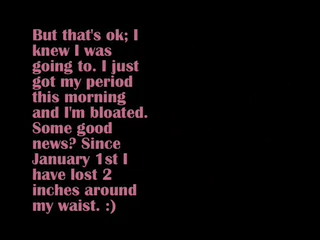 But that's ok; I
knew I was
going to. I just
got my period
this morning
and I'm bloated.
Some good
news? Since
January 1st I
have lost 2
inches around
my waist. :)